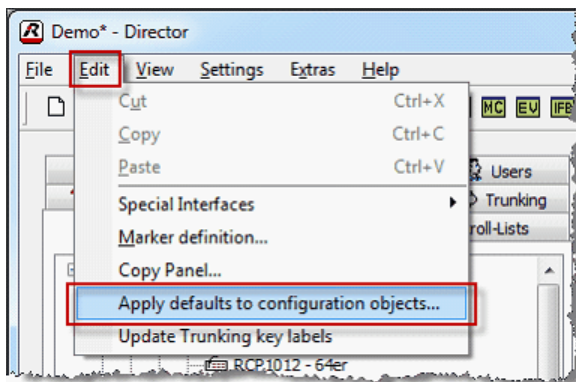 R Demo* - Director
File Edit View Settings Extras Help
Cut Ctrl+X MC EV IFB
Copy Ctrl+C
Paste Ctrl+V Users
Special Interfaces Trunking
Marker definition... roll-Lists
Copy Panel...
Apply defaults to configuration objects...
Update Trunking key labels
RCP1012 - 64er